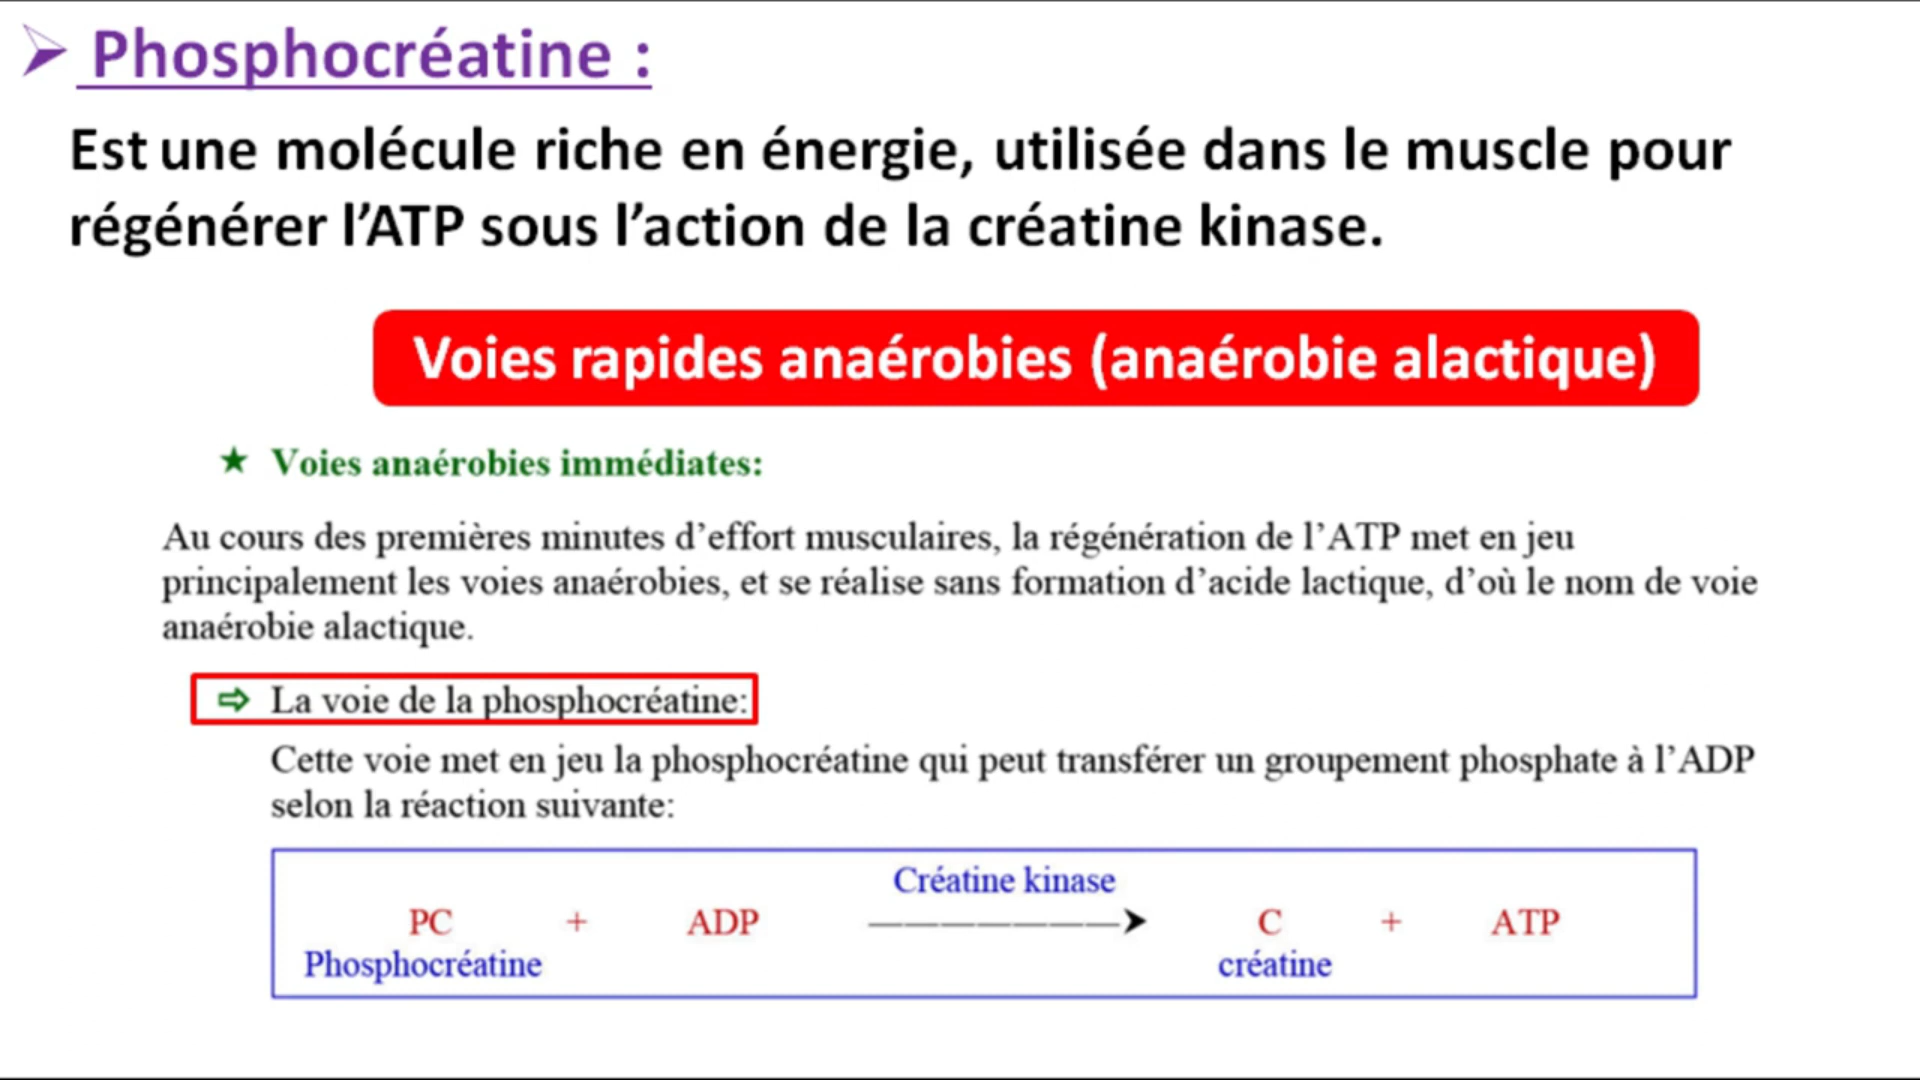 Phosphocréatine :
Est une molécule riche en énergie, utilisée dans le muscle pour
régénérer l'ATP sous l'action de la créatine kinase.
Voies rapides anaérobies (anaérobie alactique)
★ Voies anaérobies immédiates:
Au cours des premières minutes d'effort musculaires, la régénération de l'ATP met en jeu
principalement les voies anaérobies, et se réalise sans formation d'acide lactique, d'où le nom de voie
anaérobie alactique.
La voie de la phosphocréatine:
Cette voie met en jeu la phosphocréatine qui peut transférer un groupement phosphate à l'ADP
selon la réaction suivante:
Créatine kinase
PC + ADP C + ATP
Phosphocréatine créatine